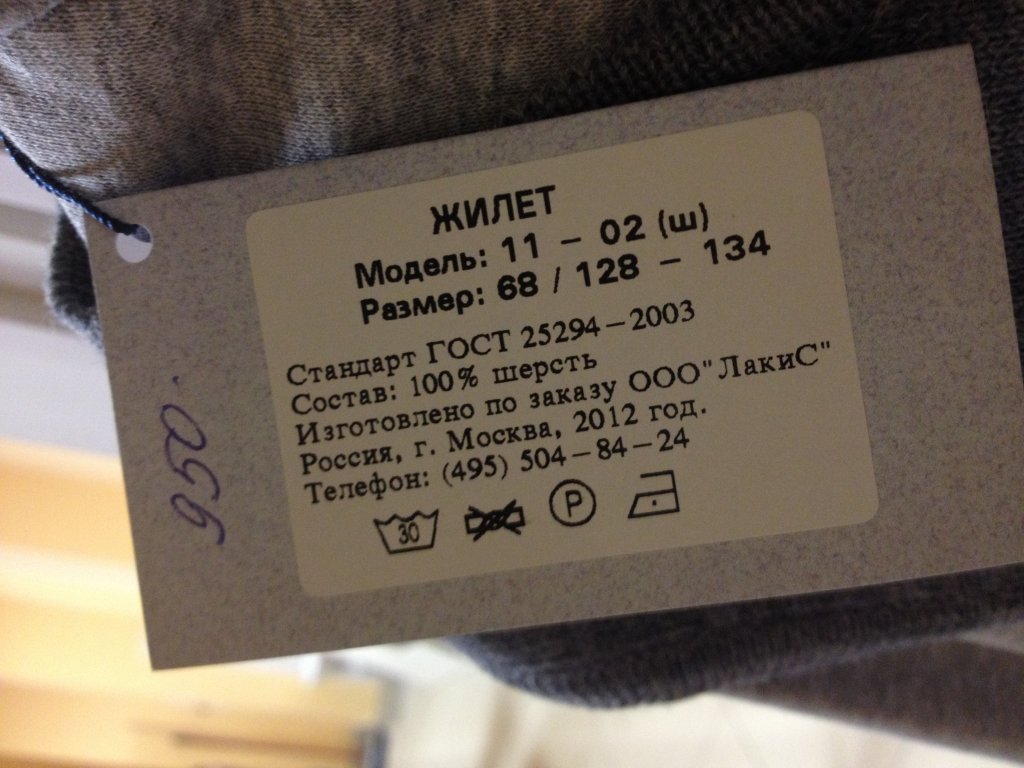 ЖИЛЕТ
Модель: 11 – 02 (ш)
Размер: 68 / 128 – 134
Стандарт ГОСТ 25294–2003
Состав: 100% шерсть
Изготовлено по заказу ООО"ЛакиС"
Россия, г. Москва, 2012 год.
Телефон: (495) 504–84–24
30
P
950.